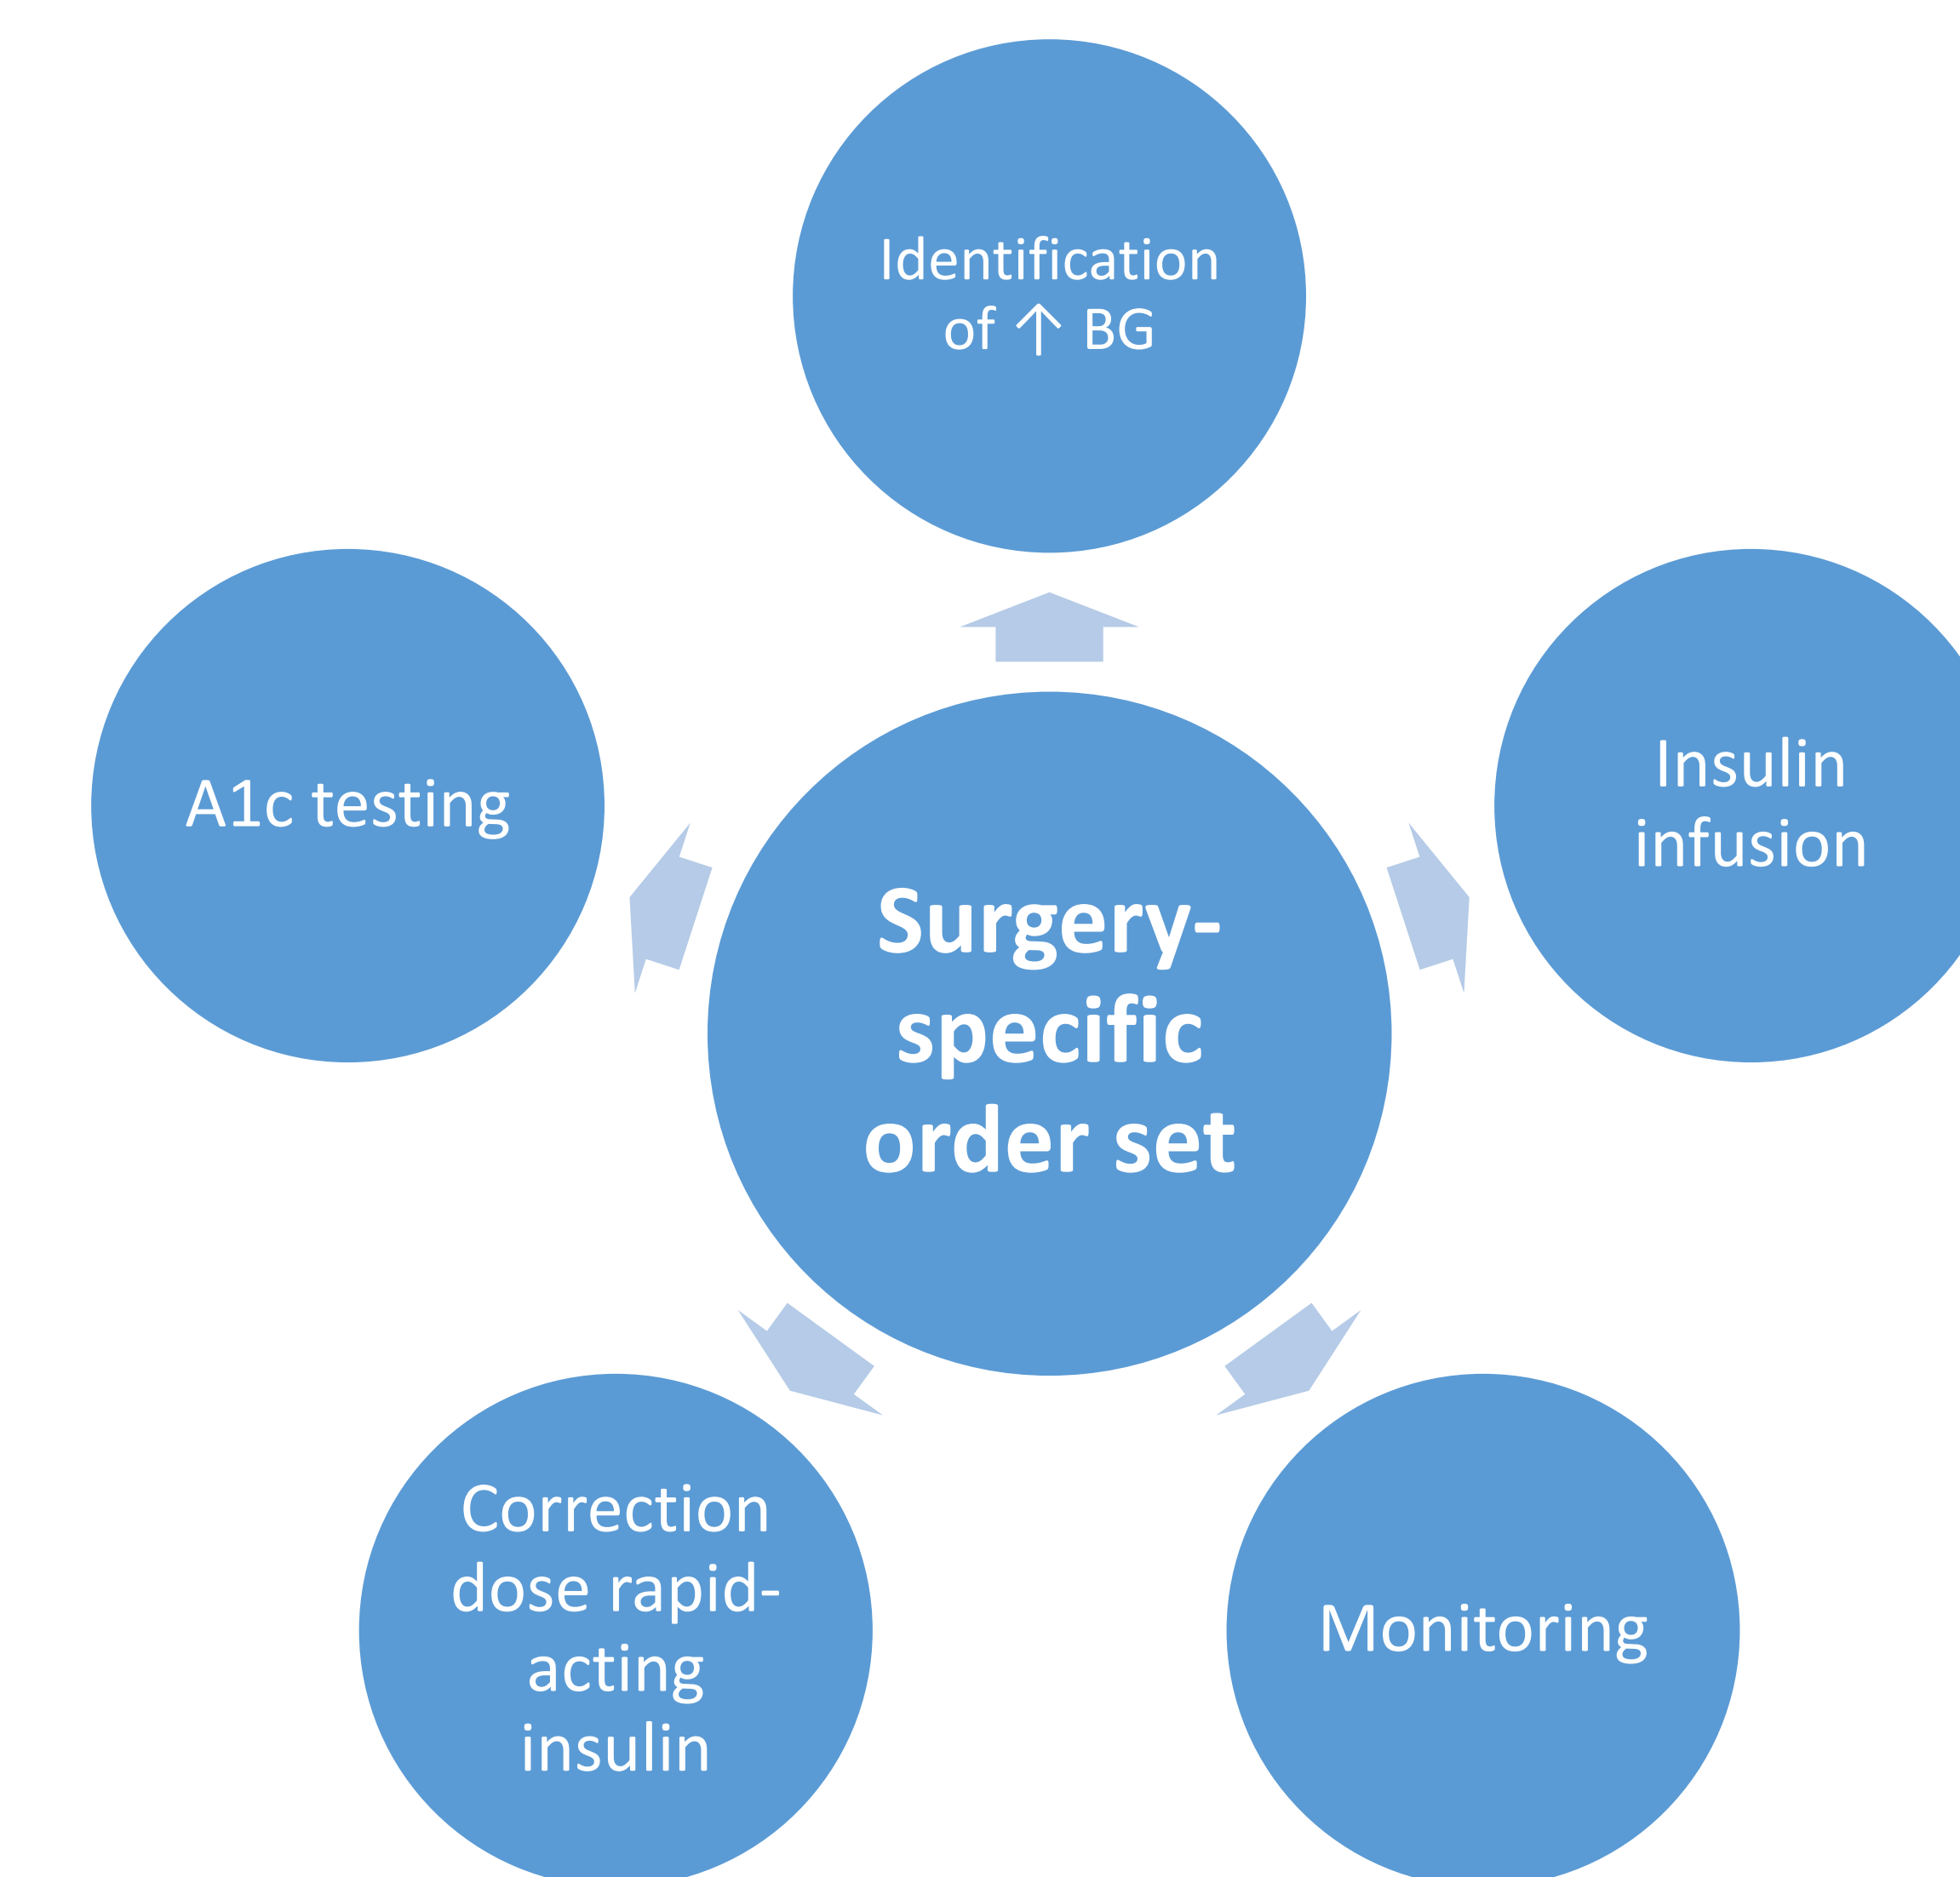 Identification
of ↑ BG
A1c testing
Insulin
infusion
Surgery-
specific
order set
Correction
dose rapid-
acting
insulin
Monitoring